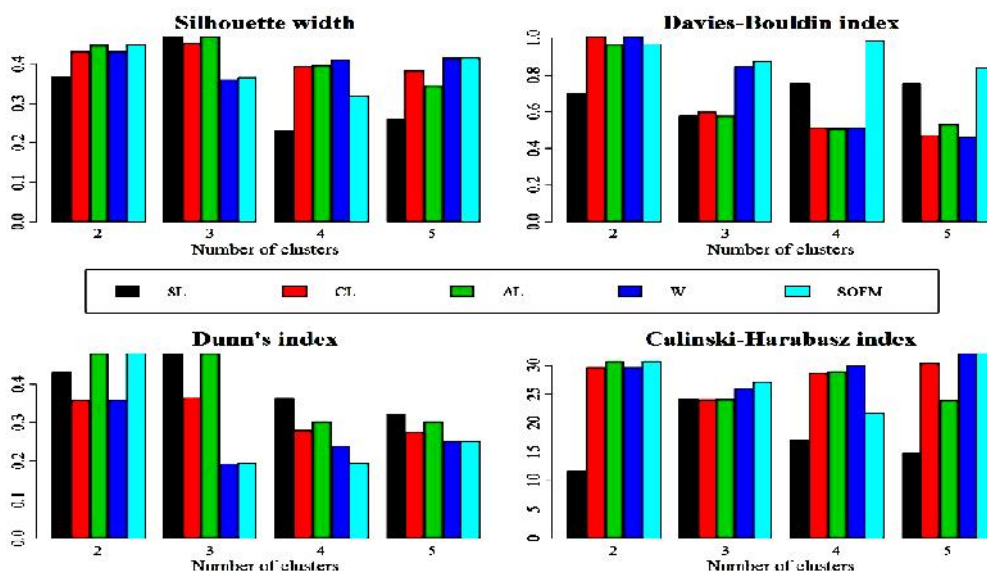 Silhouette width
0.0 0.1 0.2 0.3 0.4
2 3 4 5
Number of clusters
Davies-Bouldin index
0.0 0.2 0.4 0.6 0.8 1.0
2 3 4 5
Number of clusters
SL CL AL W SOFM
Dunn's index
0.0 0.1 0.2 0.3 0.4
2 3 4 5
Number of clusters
Calinski-Harabasz index
0 5 10 15 20 25 30
2 3 4 5
Number of clusters